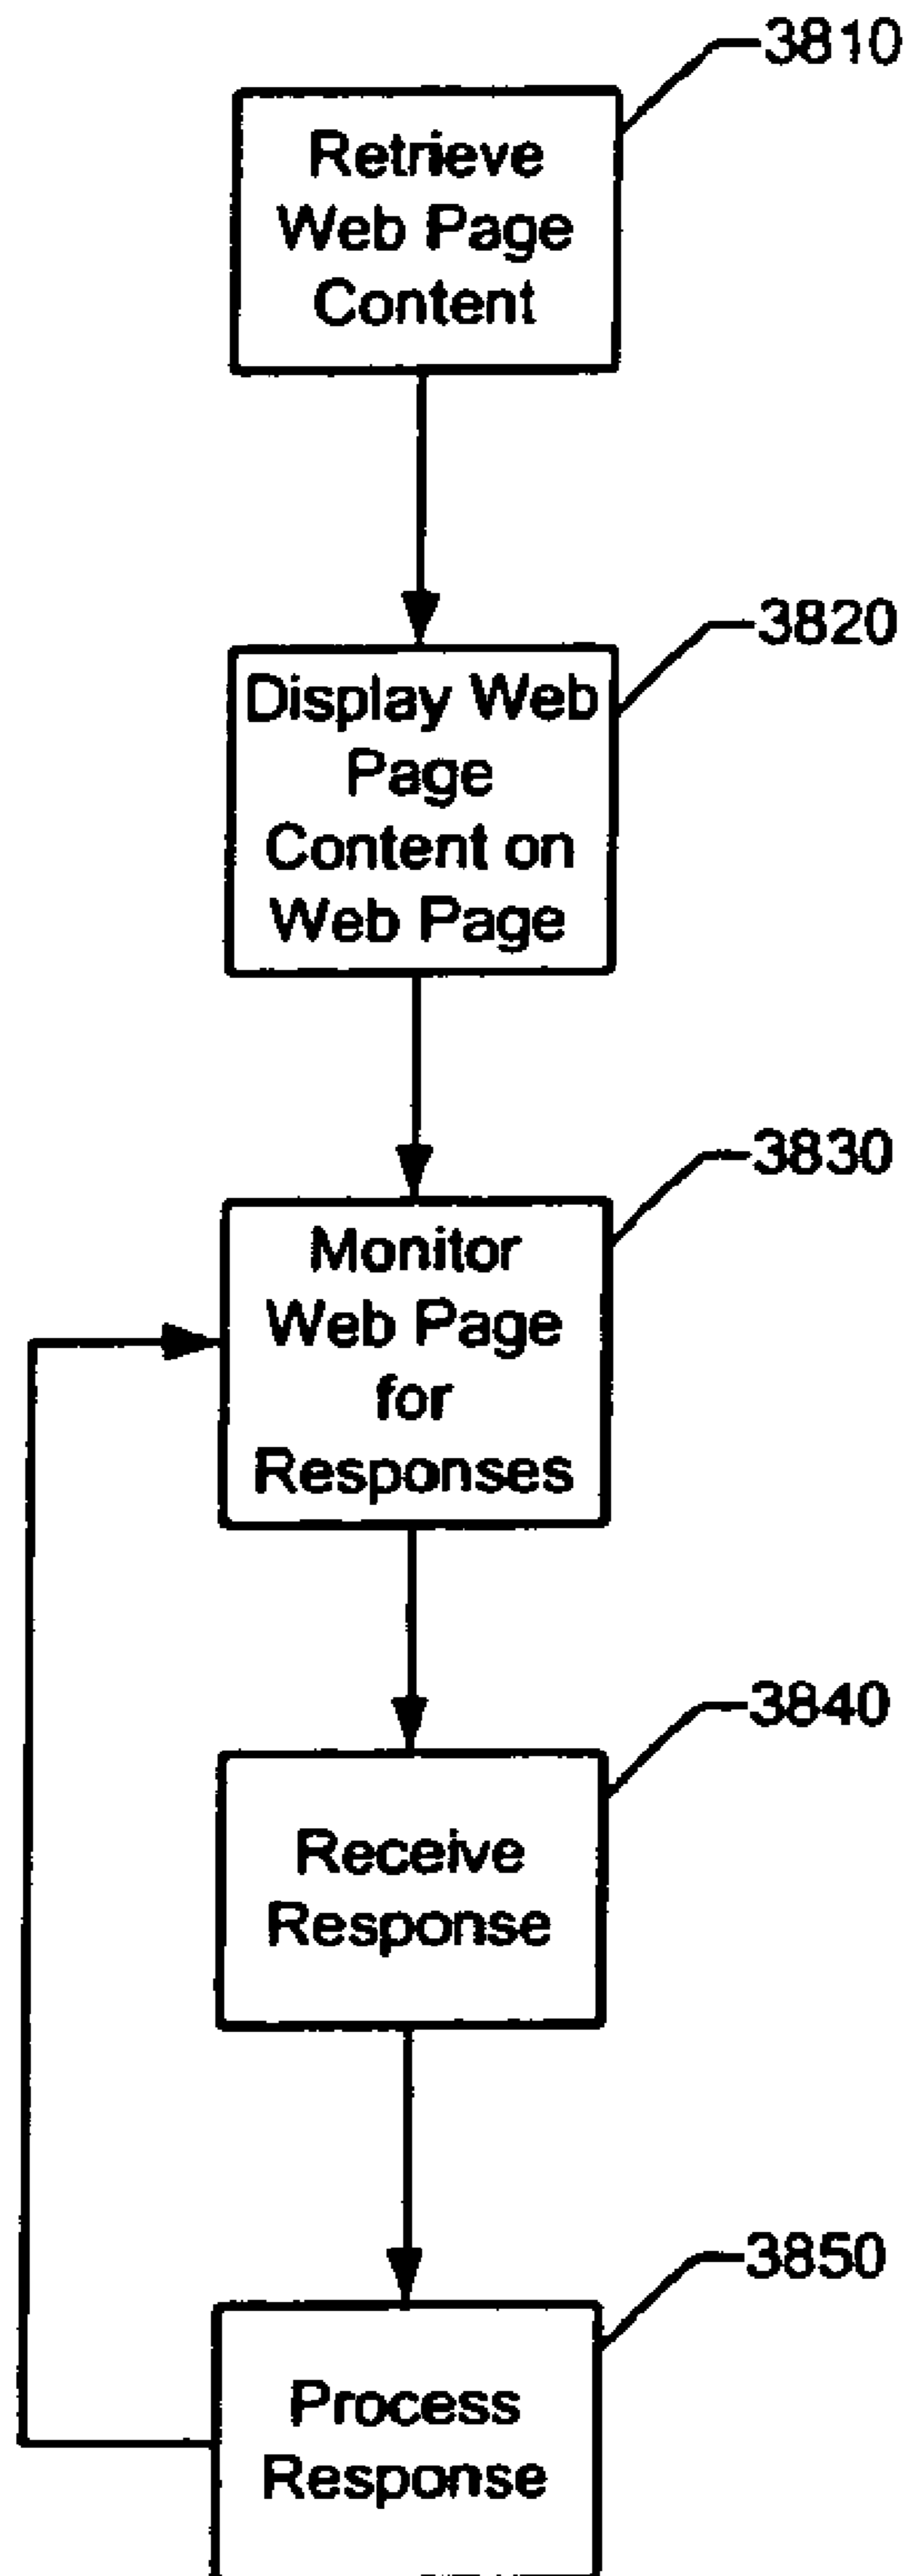 3810
Retrieve
Web Page
Content
3820
Display Web
Page
Content on
Web Page
3830
Monitor
Web Page
for
Responses
3840
Receive
Response
3850
Process
Response